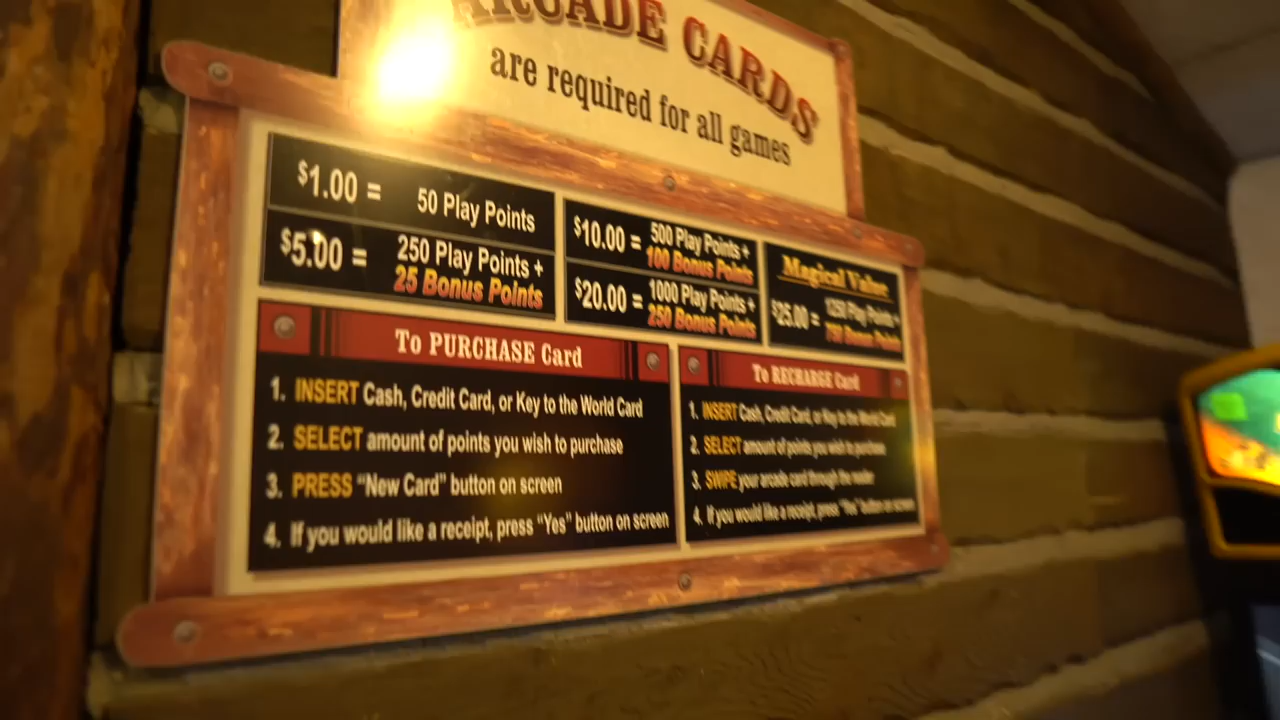 ARCADE CARDS
are required for all games
$1.00 = 50 Play Points
$5.00 = 250 Play Points +
25 Bonus Points
$10.00 = 500 Play Points +
100 Bonus Points
$20.00 = 1000 Play Points +
250 Bonus Points
Magical Value
$25.00 = 1250 Play Points +
Bonus Points
To PURCHASE Card
1. INSERT Cash, Credit Card, or Key to the World Card
2. SELECT amount of points you wish to purchase
3. PRESS “New Card” button on screen
4. If you would like a receipt, press “Yes” button on screen
To RECHARGE Card
1. INSERT Cash, Credit Card, or Key to the World Card
2. SELECT amount of points you wish to purchase
3. SWIPE your arcade card through the reader
4. If you would like a receipt, press “Yes” button on screen